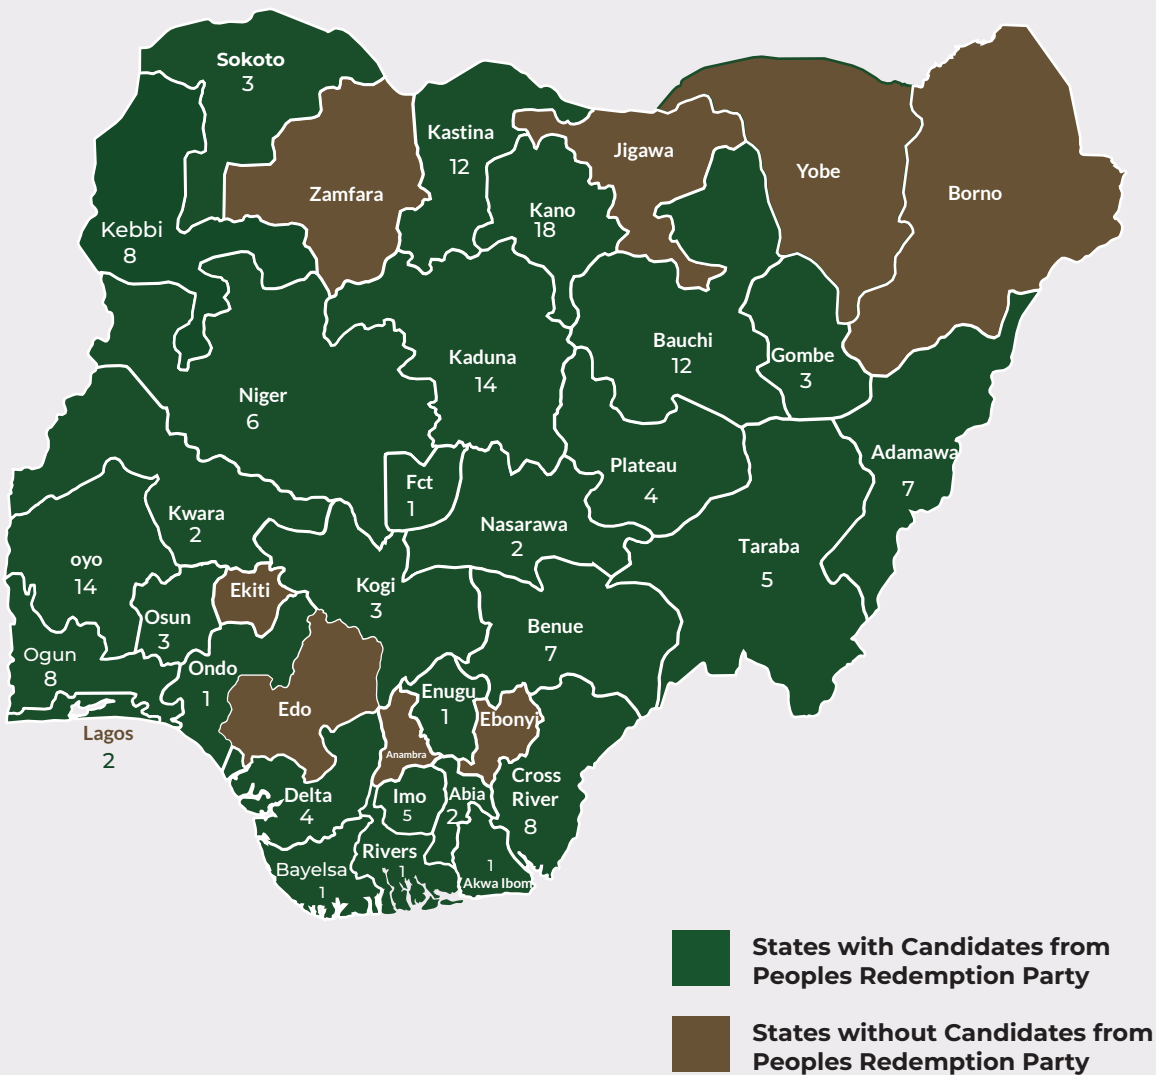 Sokoto
3
Kastina
12
Jigawa
Yobe
Borno
Zamfara
Kano
18
Kebbi
8
Bauchi
12
Gombe
3
Kaduna
14
Niger
6
Adamawa
7
Plateau
4
Fct
1
Kwara
2
Nasarawa
2
Taraba
5
oyo
14
Ekiti
Kogi
3
Osun
3
Benue
7
Ogun
8
Ondo
1
Edo
Enugu
1
Ebonyi
Lagos
2
Anambra
Cross
River
8
Delta
4
Imo
5
Abia
2
Rivers
1
Bayelsa
1
1
Akwa Ibom
States with Candidates from
Peoples Redemption Party
States without Candidates from
Peoples Redemption Party